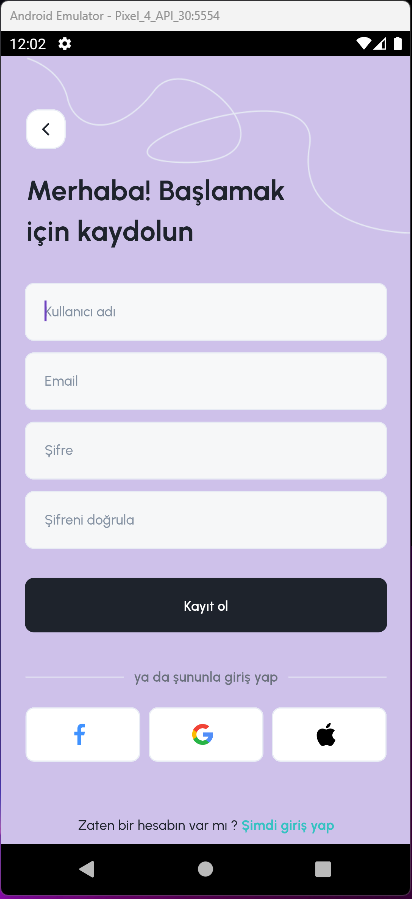 Android Emulator - Pixel_4_API_30:5554
12:02
Merhaba! Başlamak
için kaydolun
Kullanıcı adı
Email
Şifre
Şifreni doğrula
Kayıt ol
ya da şununla giriş yap
Zaten bir hesabın var mı ? Şimdi giriş yap